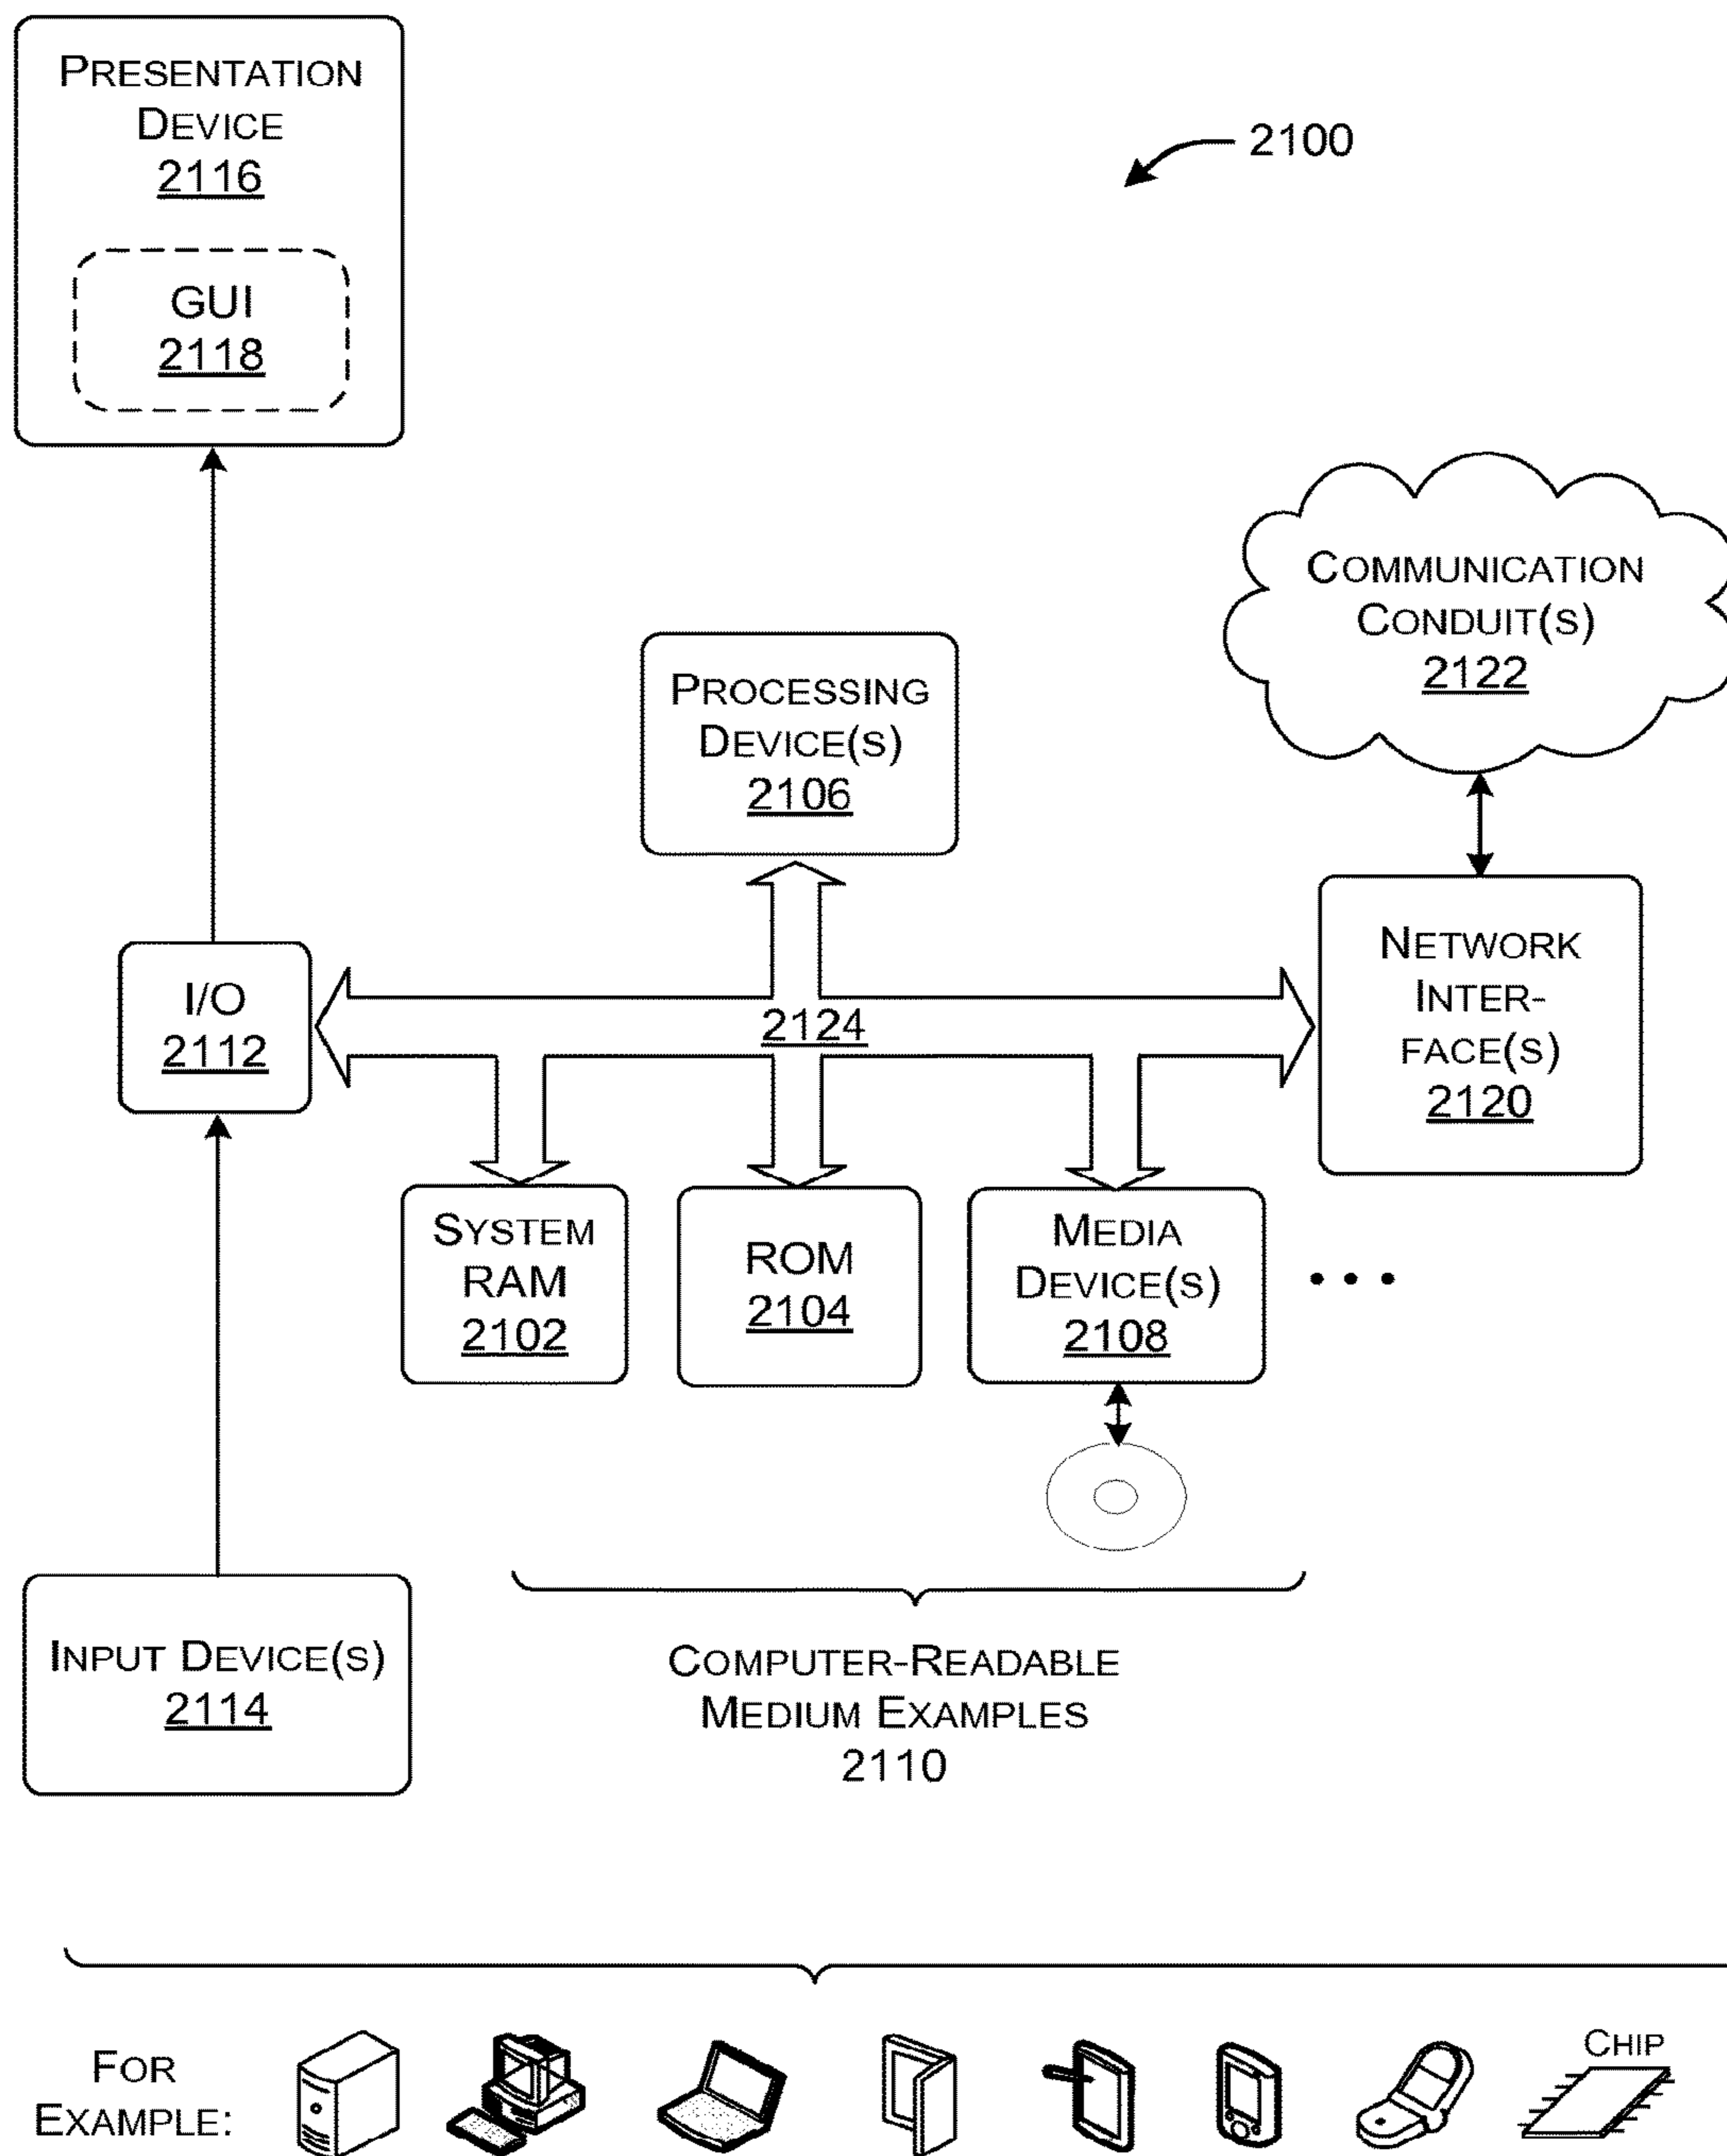 PRESENTATION
DEVICE
2116
GUI
2118
2100
COMMUNICATION
CONDUIT(S)
2122
PROCESSING
DEVICE(S)
2106
NETWORK
INTER-
FACE(S)
2120
I/O
2112
2124
SYSTEM
RAM
2102
ROM
2104
MEDIA
DEVICE(S)
2108
• • •
INPUT DEVICE(S)
2114
COMPUTER-READABLE
MEDIUM EXAMPLES
2110
FOR
EXAMPLE:
CHIP